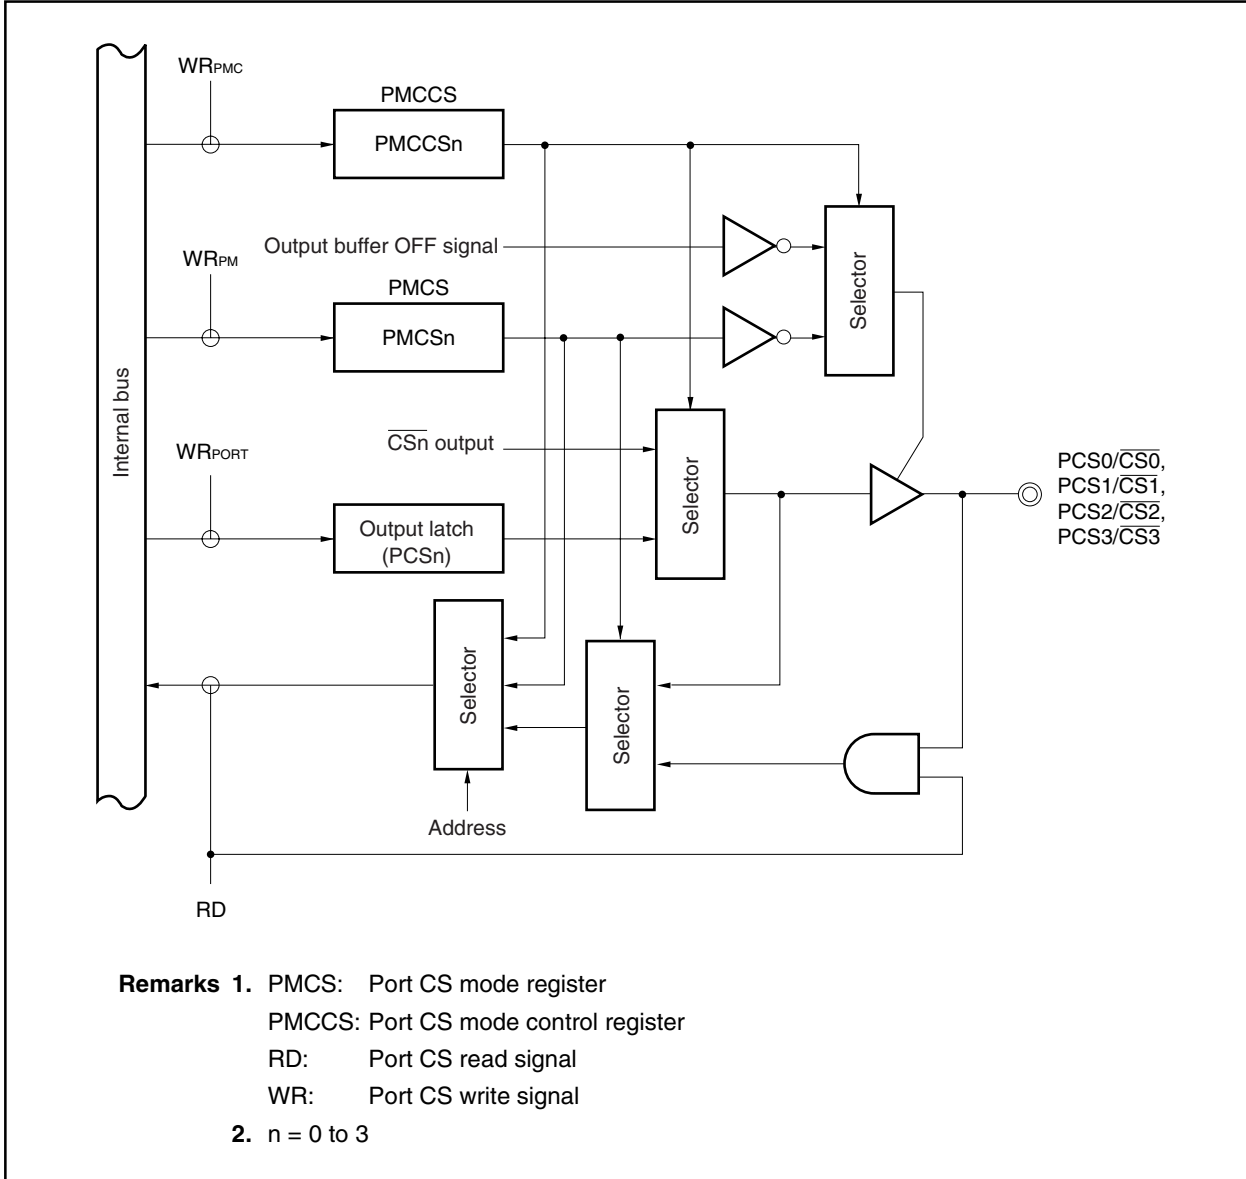 WRPMC
PMCCS
PMCCSn
Output buffer OFF signal
WRPM
PMCS
PMCSn
Selector
Internal bus
CSn output
WRPORT
Selector
Output latch
(PCSn)
PCS0/CS0,
PCS1/CS1,
PCS2/CS2,
PCS3/CS3
Selector
Selector
Address
RD
Remarks 1. PMCS: Port CS mode register
PMCCS: Port CS mode control register
RD: Port CS read signal
WR: Port CS write signal
2. n = 0 to 3